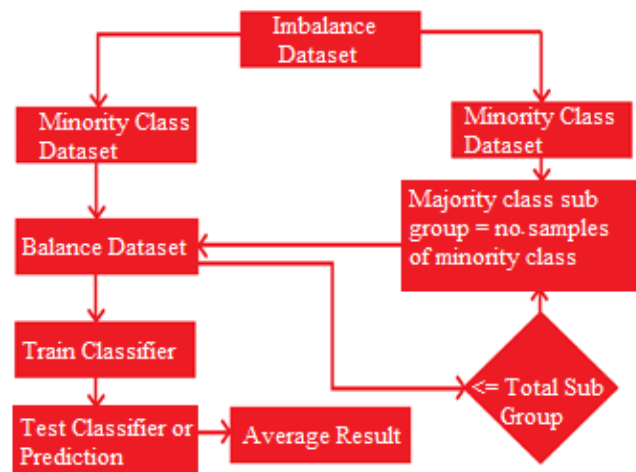 Imbalance
Dataset
Minority Class
Dataset
Minority Class
Dataset
Majority class sub
group = no. samples
of minority class
Balance Dataset
Train Classifier
<= Total Sub
Group
Test Classifier or
Prediction
Average Result